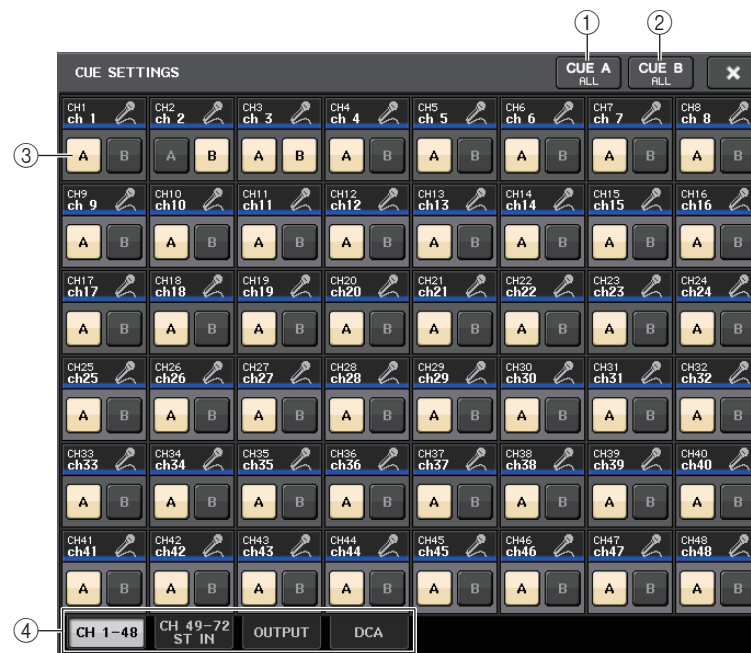 ① ②
CUE SETTINGS CUE A ALL CUE B ALL ×
CH1 CH2 CH3 CH4 CH5 CH6 CH7 CH8
ch 1 ch 2 ch 3 ch 4 ch 5 ch 6 ch 7 ch 8
③ A B A B A B A B A B A B A B A B
CH9 CH10 CH11 CH12 CH13 CH14 CH15 CH16
ch 9 ch10 ch11 ch12 ch13 ch14 ch15 ch16
A B A B A B A B A B A B A B A B
CH17 CH18 CH19 CH20 CH21 CH22 CH23 CH24
ch17 ch18 ch19 ch20 ch21 ch22 ch23 ch24
A B A B A B A B A B A B A B A B
CH25 CH26 CH27 CH28 CH29 CH30 CH31 CH32
ch25 ch26 ch27 ch28 ch29 ch30 ch31 ch32
A B A B A B A B A B A B A B A B
CH33 CH34 CH35 CH36 CH37 CH38 CH39 CH40
ch33 ch34 ch35 ch36 ch37 ch38 ch39 ch40
A B A B A B A B A B A B A B A B
CH41 CH42 CH43 CH44 CH45 CH46 CH47 CH48
ch41 ch42 ch43 ch44 ch45 ch46 ch47 ch48
A B A B A B A B A B A B A B A B
④ CH 1-48 CH 49-72 ST IN OUTPUT DCA